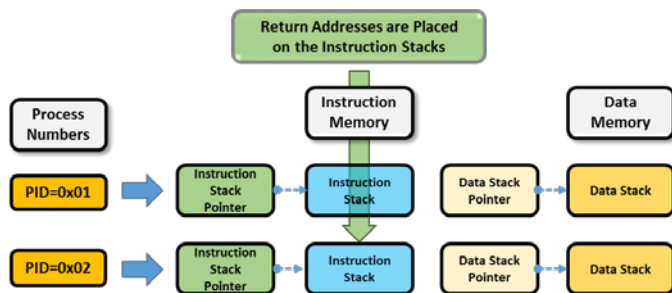 Return Addresses are Placed
on the Instruction Stacks
Process
Numbers
Instruction
Memory
Data
Memory
PID=0x01
Instruction
Stack
Pointer
Instruction
Stack
Data Stack
Pointer
Data Stack
PID=0x02
Instruction
Stack
Pointer
Instruction
Stack
Data Stack
Pointer
Data Stack